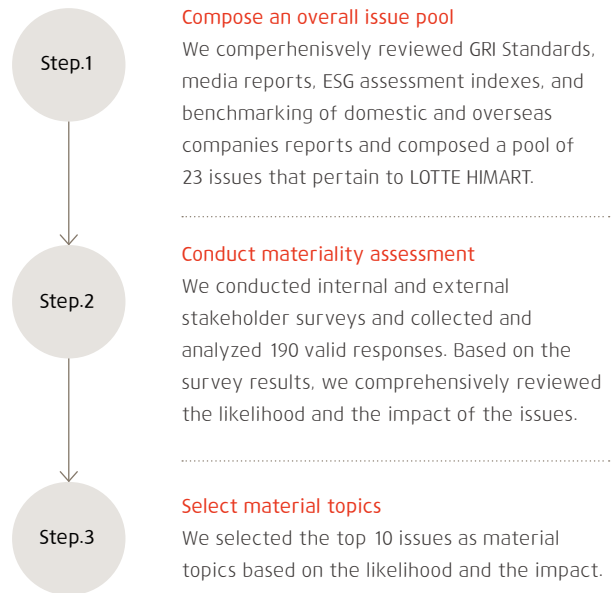 Step.1
Compose an overall issue pool
We comperhenisvely reviewed GRI Standards,
media reports, ESG assessment indexes, and
benchmarking of domestic and overseas
companies reports and composed a pool of
23 issues that pertain to LOTTE HIMART.
Step.2
Conduct materiality assessment
We conducted internal and external
stakeholder surveys and collected and
analyzed 190 valid responses. Based on the
survey results, we comprehensively reviewed
the likelihood and the impact of the issues.
Step.3
Select material topics
We selected the top 10 issues as material
topics based on the likelihood and the impact.